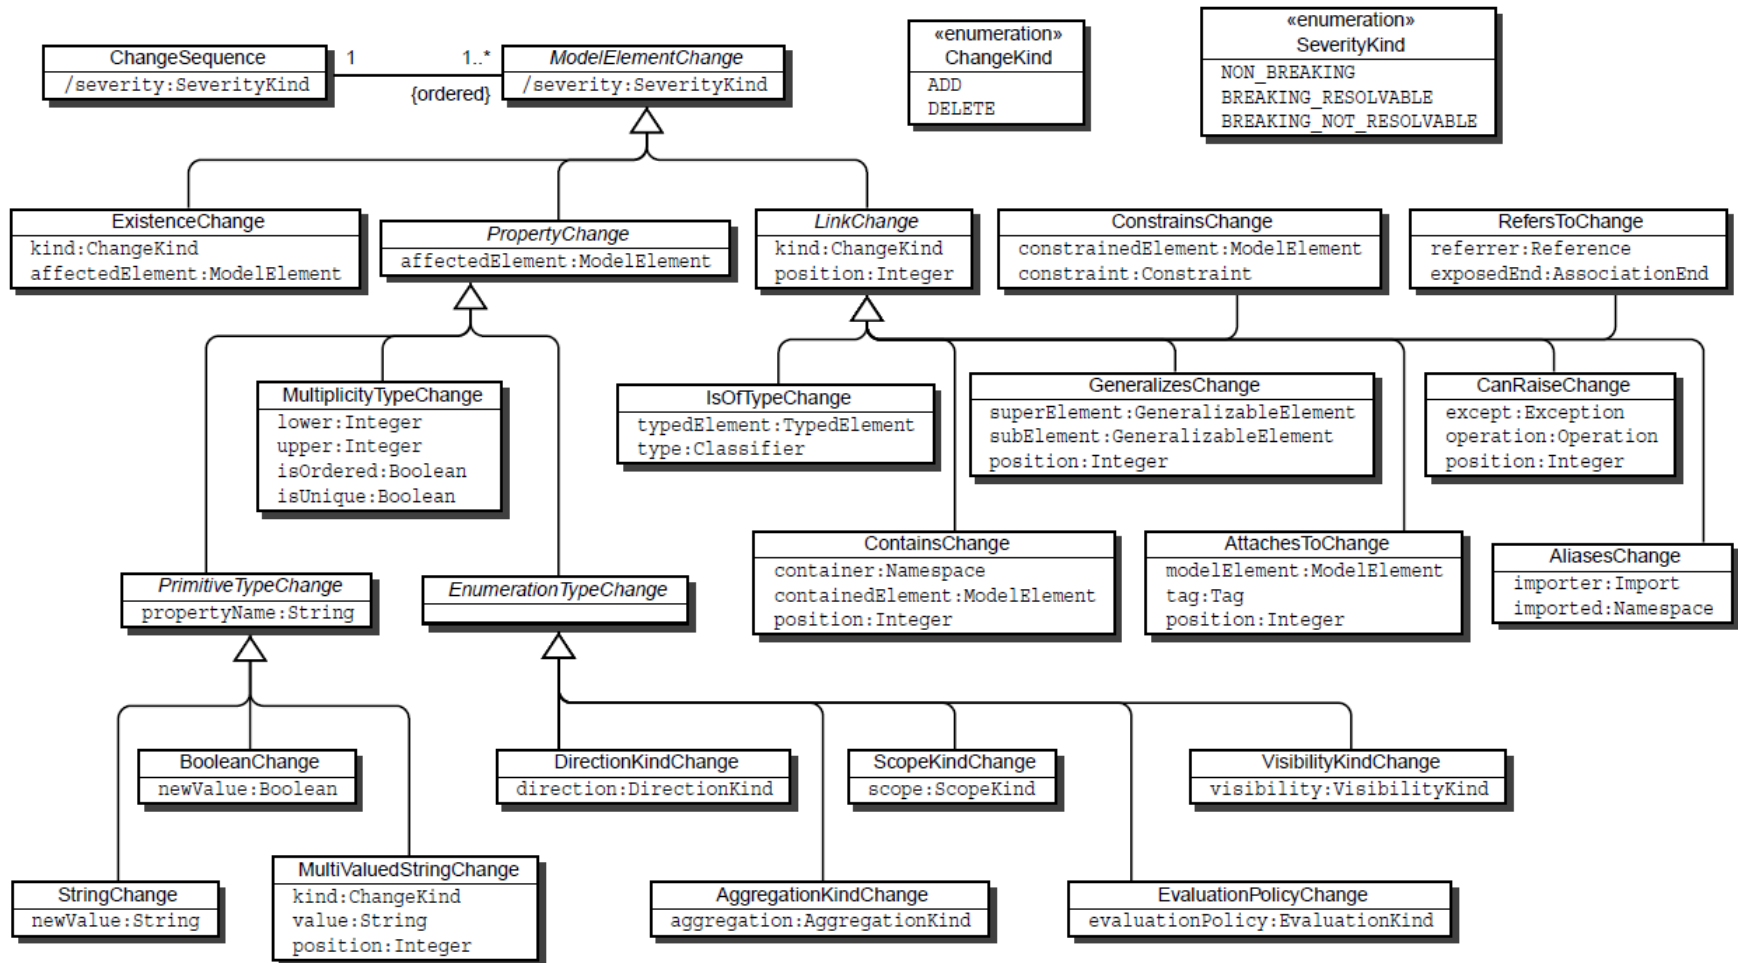 ChangeSequence
/severity:SeverityKind
1
1..*
{ordered}
ModelElementChange
/severity:SeverityKind
«enumeration»
ChangeKind
ADD
DELETE
«enumeration»
SeverityKind
NON_BREAKING
BREAKING_RESOLVABLE
BREAKING_NOT_RESOLVABLE
ExistenceChange
kind:ChangeKind
affectedElement:ModelElement
PropertyChange
affectedElement:ModelElement
LinkChange
kind:ChangeKind
position:Integer
ConstrainsChange
constrainedElement:ModelElement
constraint:Constraint
RefersToChange
referrer:Reference
exposedEnd:AssociationEnd
MultiplicityTypeChange
lower:Integer
upper:Integer
isOrdered:Boolean
isUnique:Boolean
IsOfTypeChange
typedElement:TypedElement
type:Classifier
GeneralizesChange
superElement:GeneralizableElement
subElement:GeneralizableElement
position:Integer
CanRaiseChange
except:Exception
operation:Operation
position:Integer
PrimitiveTypeChange
propertyName:String
EnumerationTypeChange
ContainsChange
container:Namespace
containedElement:ModelElement
position:Integer
AttachesToChange
modelElement:ModelElement
tag:Tag
position:Integer
AliasesChange
importer:Import
imported:Namespace
BooleanChange
newValue:Boolean
DirectionKindChange
direction:DirectionKind
ScopeKindChange
scope:ScopeKind
VisibilityKindChange
visibility:VisibilityKind
StringChange
newValue:String
MultiValuedStringChange
kind:ChangeKind
value:String
position:Integer
AggregationKindChange
aggregation:AggregationKind
EvaluationPolicyChange
evaluationPolicy:EvaluationKind